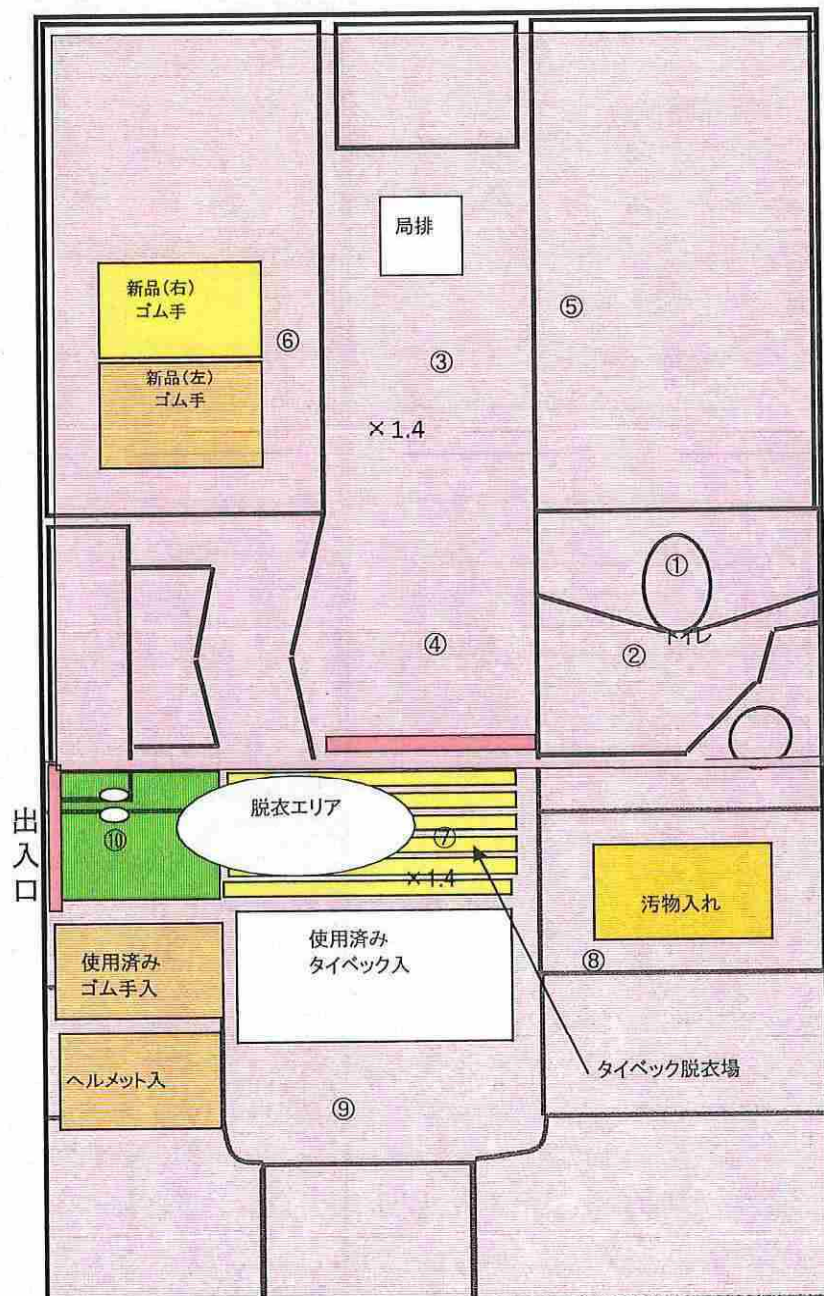 局排
新品(右)
ゴム手
⑥
③
⑤
新品(左)
ゴム手
×1.4
①
④
②
トイレ
出入口
脱衣エリア
⑩
⑦
×1.4
汚物入れ
使用済み
タイベック入
使用済み
ゴム手入
⑧
ヘルメット入
タイベック脱衣場
⑨